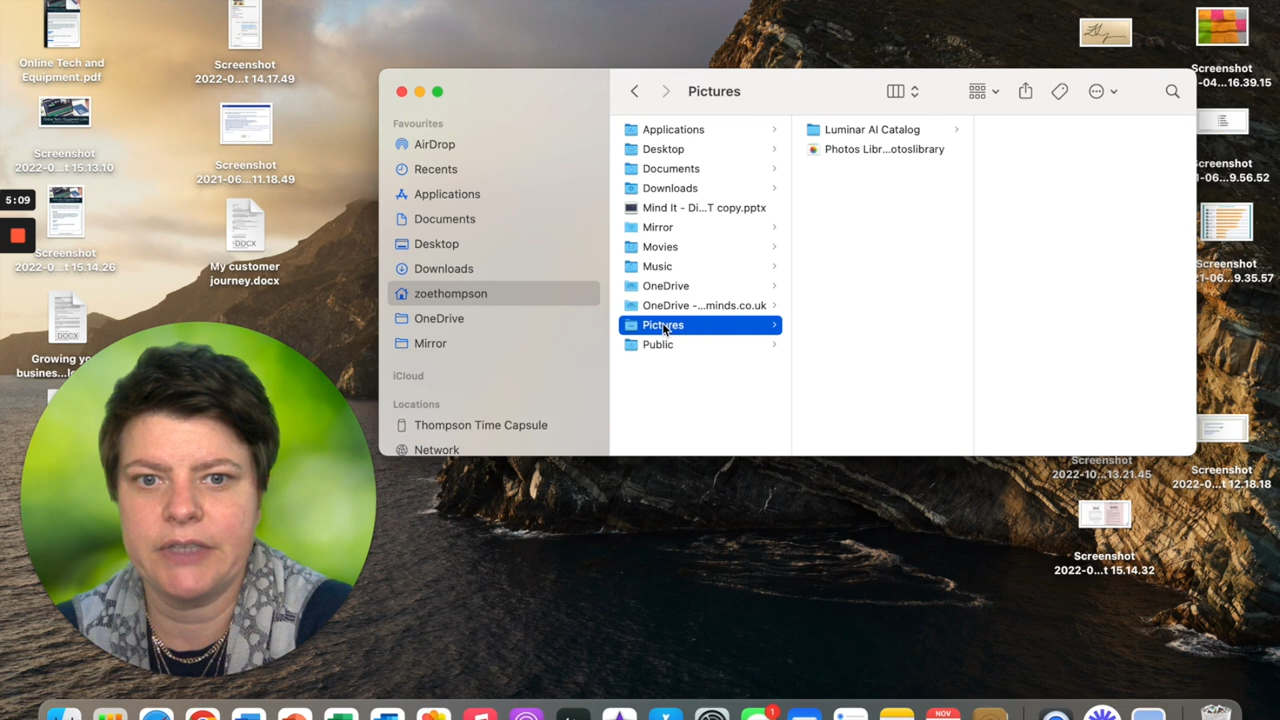 Online Tech and
Equipment.pdf
Screenshot
2022-0...t 14.17.49
Screenshot
2022-0...t 15.13.10
Screenshot
2021-06...11.18.49
5:09
Screenshot
2022-0...t 15.14.26
DOCX
My customer
journey.docx
DOCX
Growing yo
busines...l
Favourites
AirDrop
Recents
Applications
Documents
Desktop
Downloads
zoethompson
OneDrive
Mirror
iCloud
Locations
Thompson Time Capsule
Network
Pictures
Applications
Desktop
Documents
Downloads
Mind It - Di...T copy.pptx
Mirror
Movies
Music
OneDrive
OneDrive -...minds.co.uk
Pictures
Public
Luminar AI Catalog
Photos Libr...otoslibrary
Screenshot
-04...16.39.15
Screenshot
-06...9.56.52
Screenshot
-06...9.35.57
Screenshot
2022-10...13.21.45
Screenshot
2022-0...t 12.18.18
Screenshot
2022-0...t 15.14.32
1
NOV